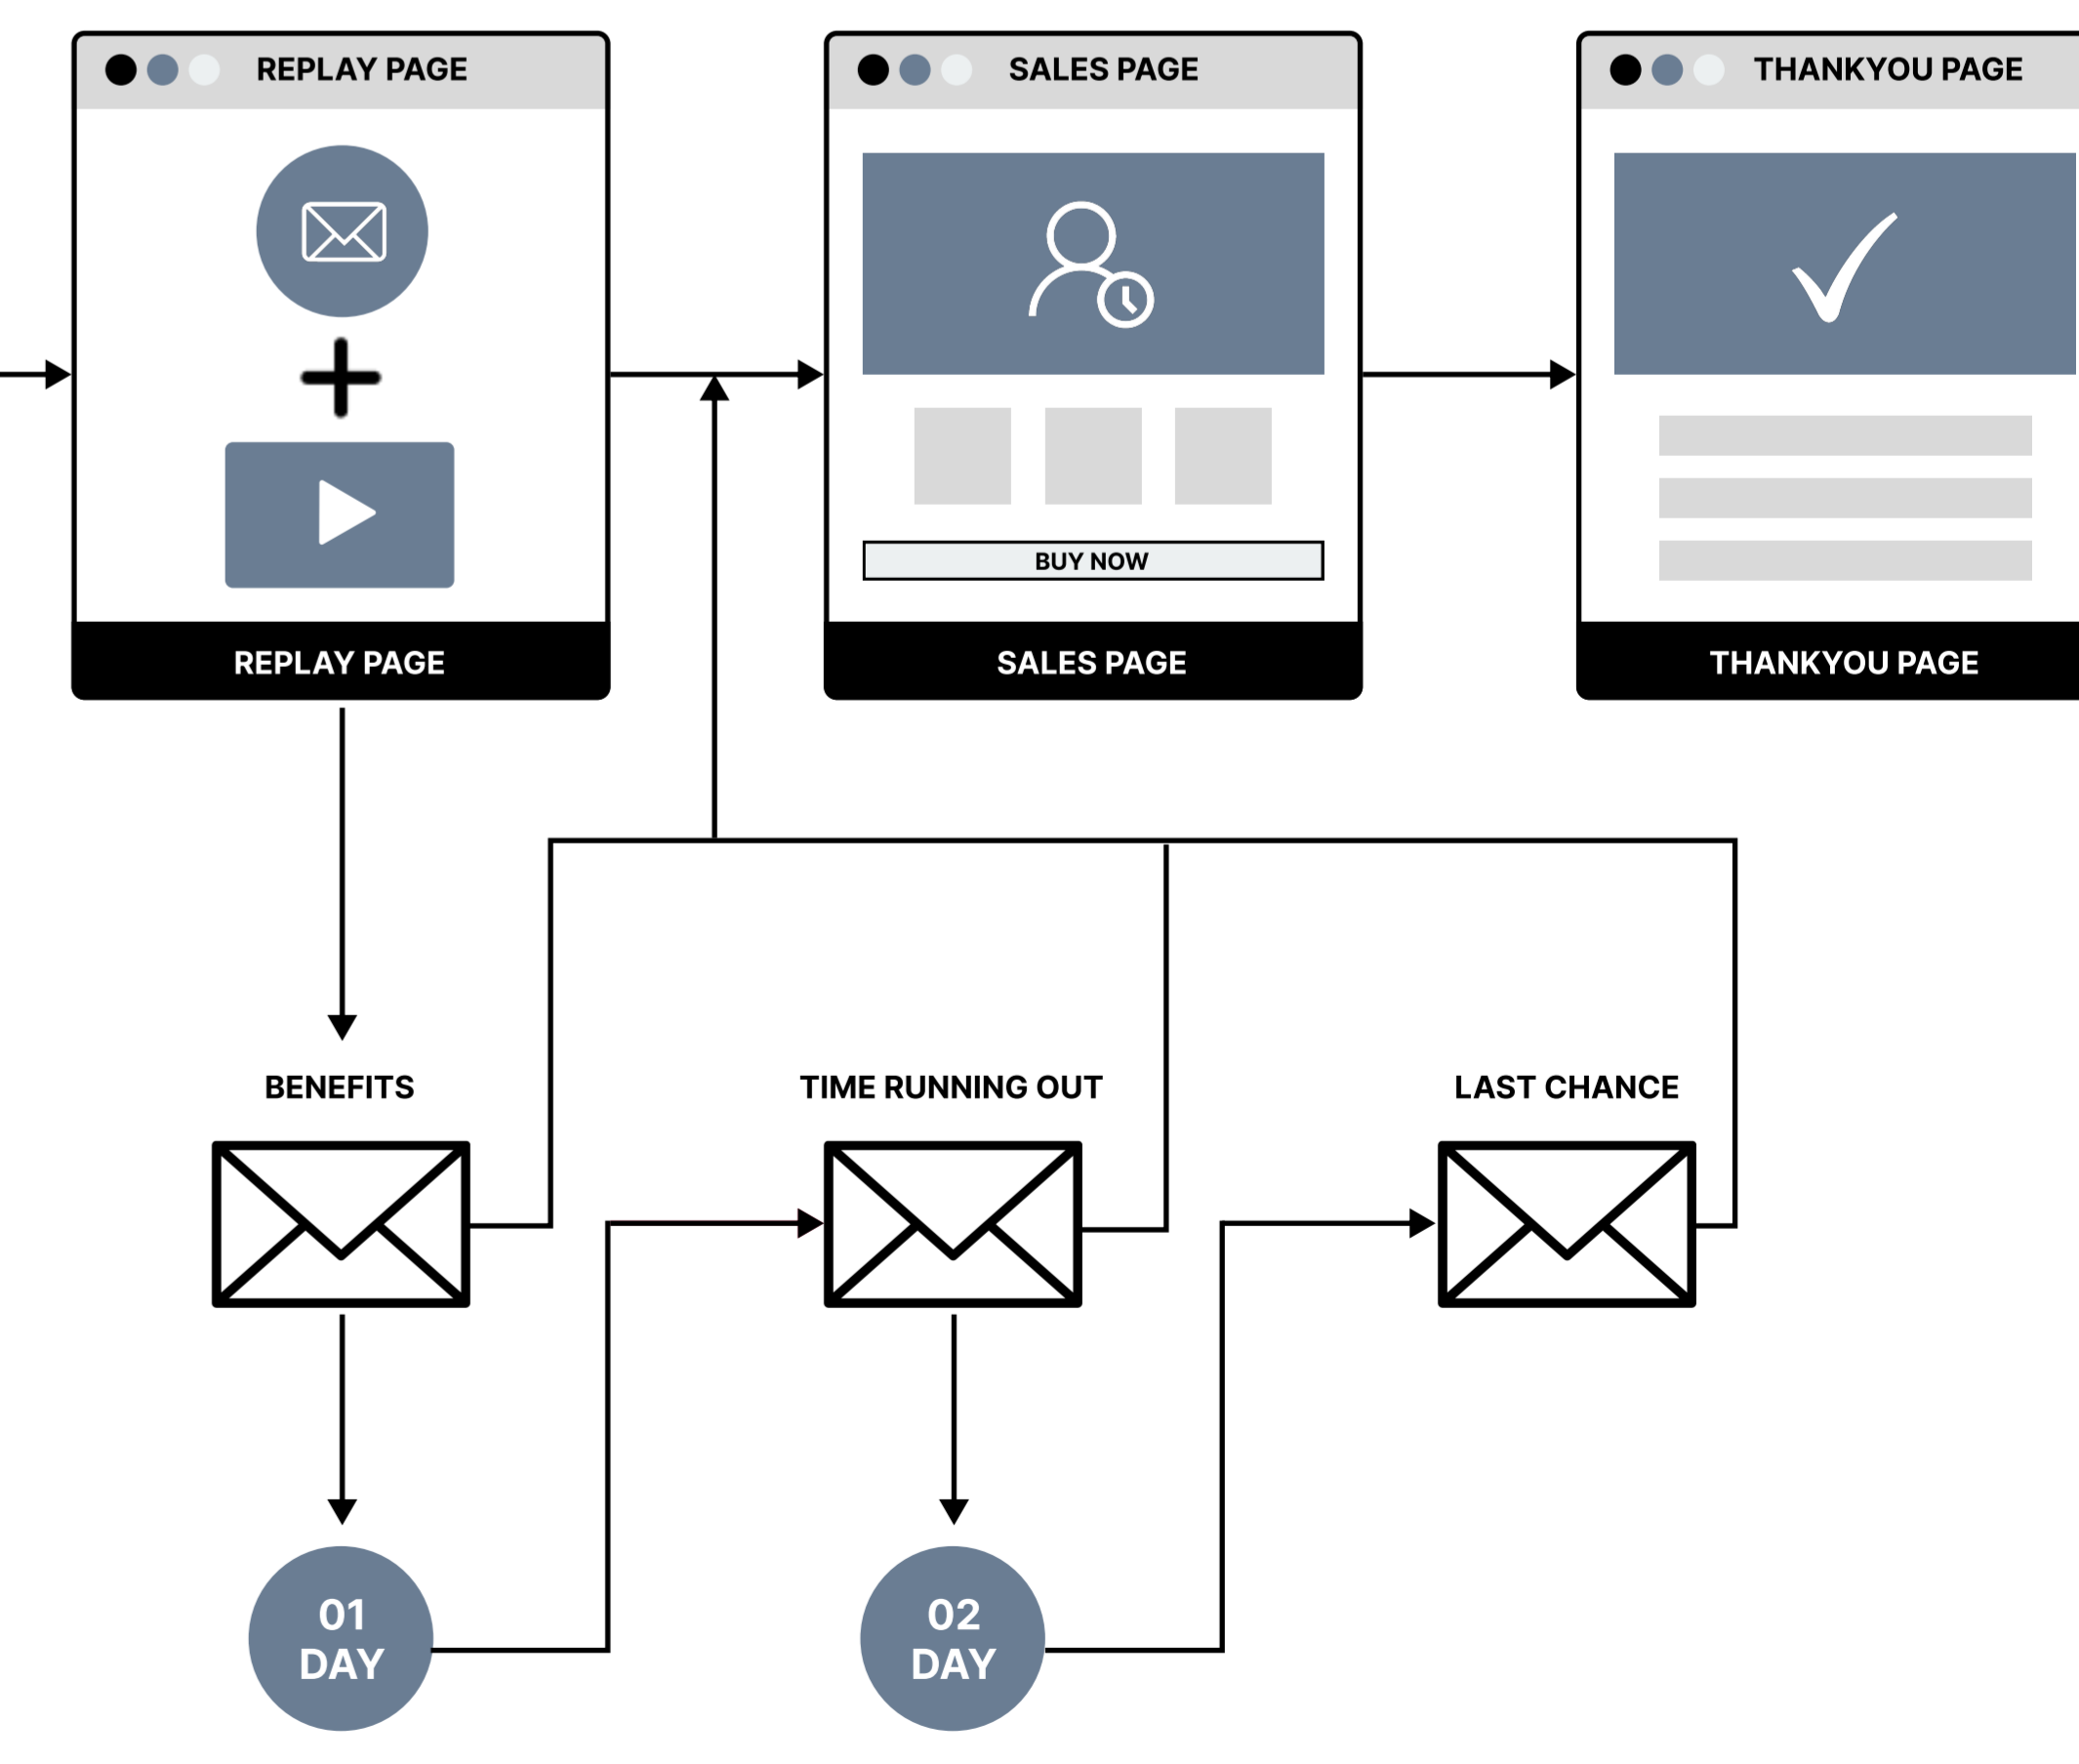 REPLAY PAGE
SALES PAGE
THANKYOU PAGE
BUY NOW
REPLAY PAGE
SALES PAGE
THANKYOU PAGE
BENEFITS
TIME RUNNING OUT
LAST CHANCE
01
DAY
02
DAY